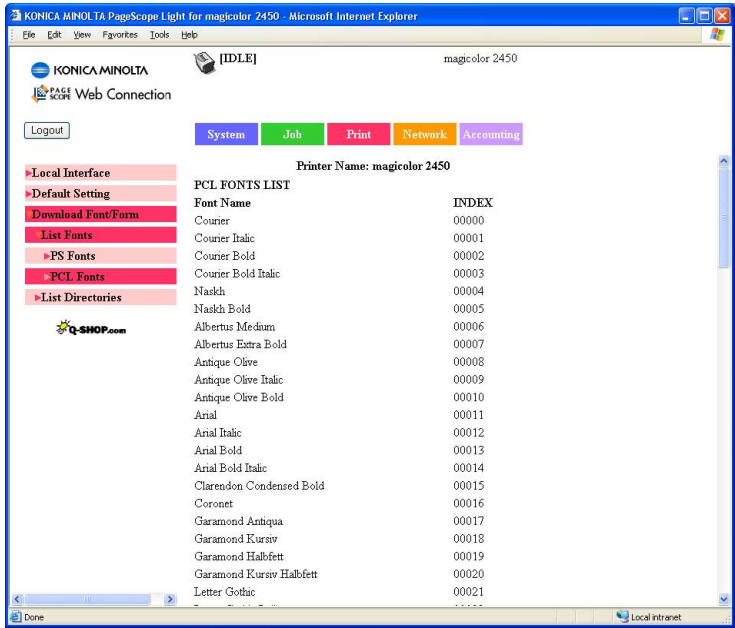 KONICA MINOLTA PageScope Light for magicolor 2450 - Microsoft Internet Explorer
File Edit View Favorites Tools Help
KONICA MINOLTA
PAGE SCOPE Web Connection
[IDLE]
magicolor 2450
Logout
System Job Print Network Accounting
Local Interface
Default Setting
Download Font/Form
List Fonts
PS Fonts
PCL Fonts
List Directories
Q-SHOP.com
Printer Name: magicolor 2450
PCL FONTS LIST
Font Name INDEX
Courier 00000
Courier Italic 00001
Courier Bold 00002
Courier Bold Italic 00003
Naskh 00004
Naskh Bold 00005
Albertus Medium 00006
Albertus Extra Bold 00007
Antique Olive 00008
Antique Olive Italic 00009
Antique Olive Bold 00010
Arial 00011
Arial Italic 00012
Arial Bold 00013
Arial Bold Italic 00014
Clarendon Condensed Bold 00015
Coronet 00016
Garamond Antiqua 00017
Garamond Kursiv 00018
Garamond Halbfett 00019
Garamond Kursiv Halbfett 00020
Letter Gothic 00021
Done
Local intranet